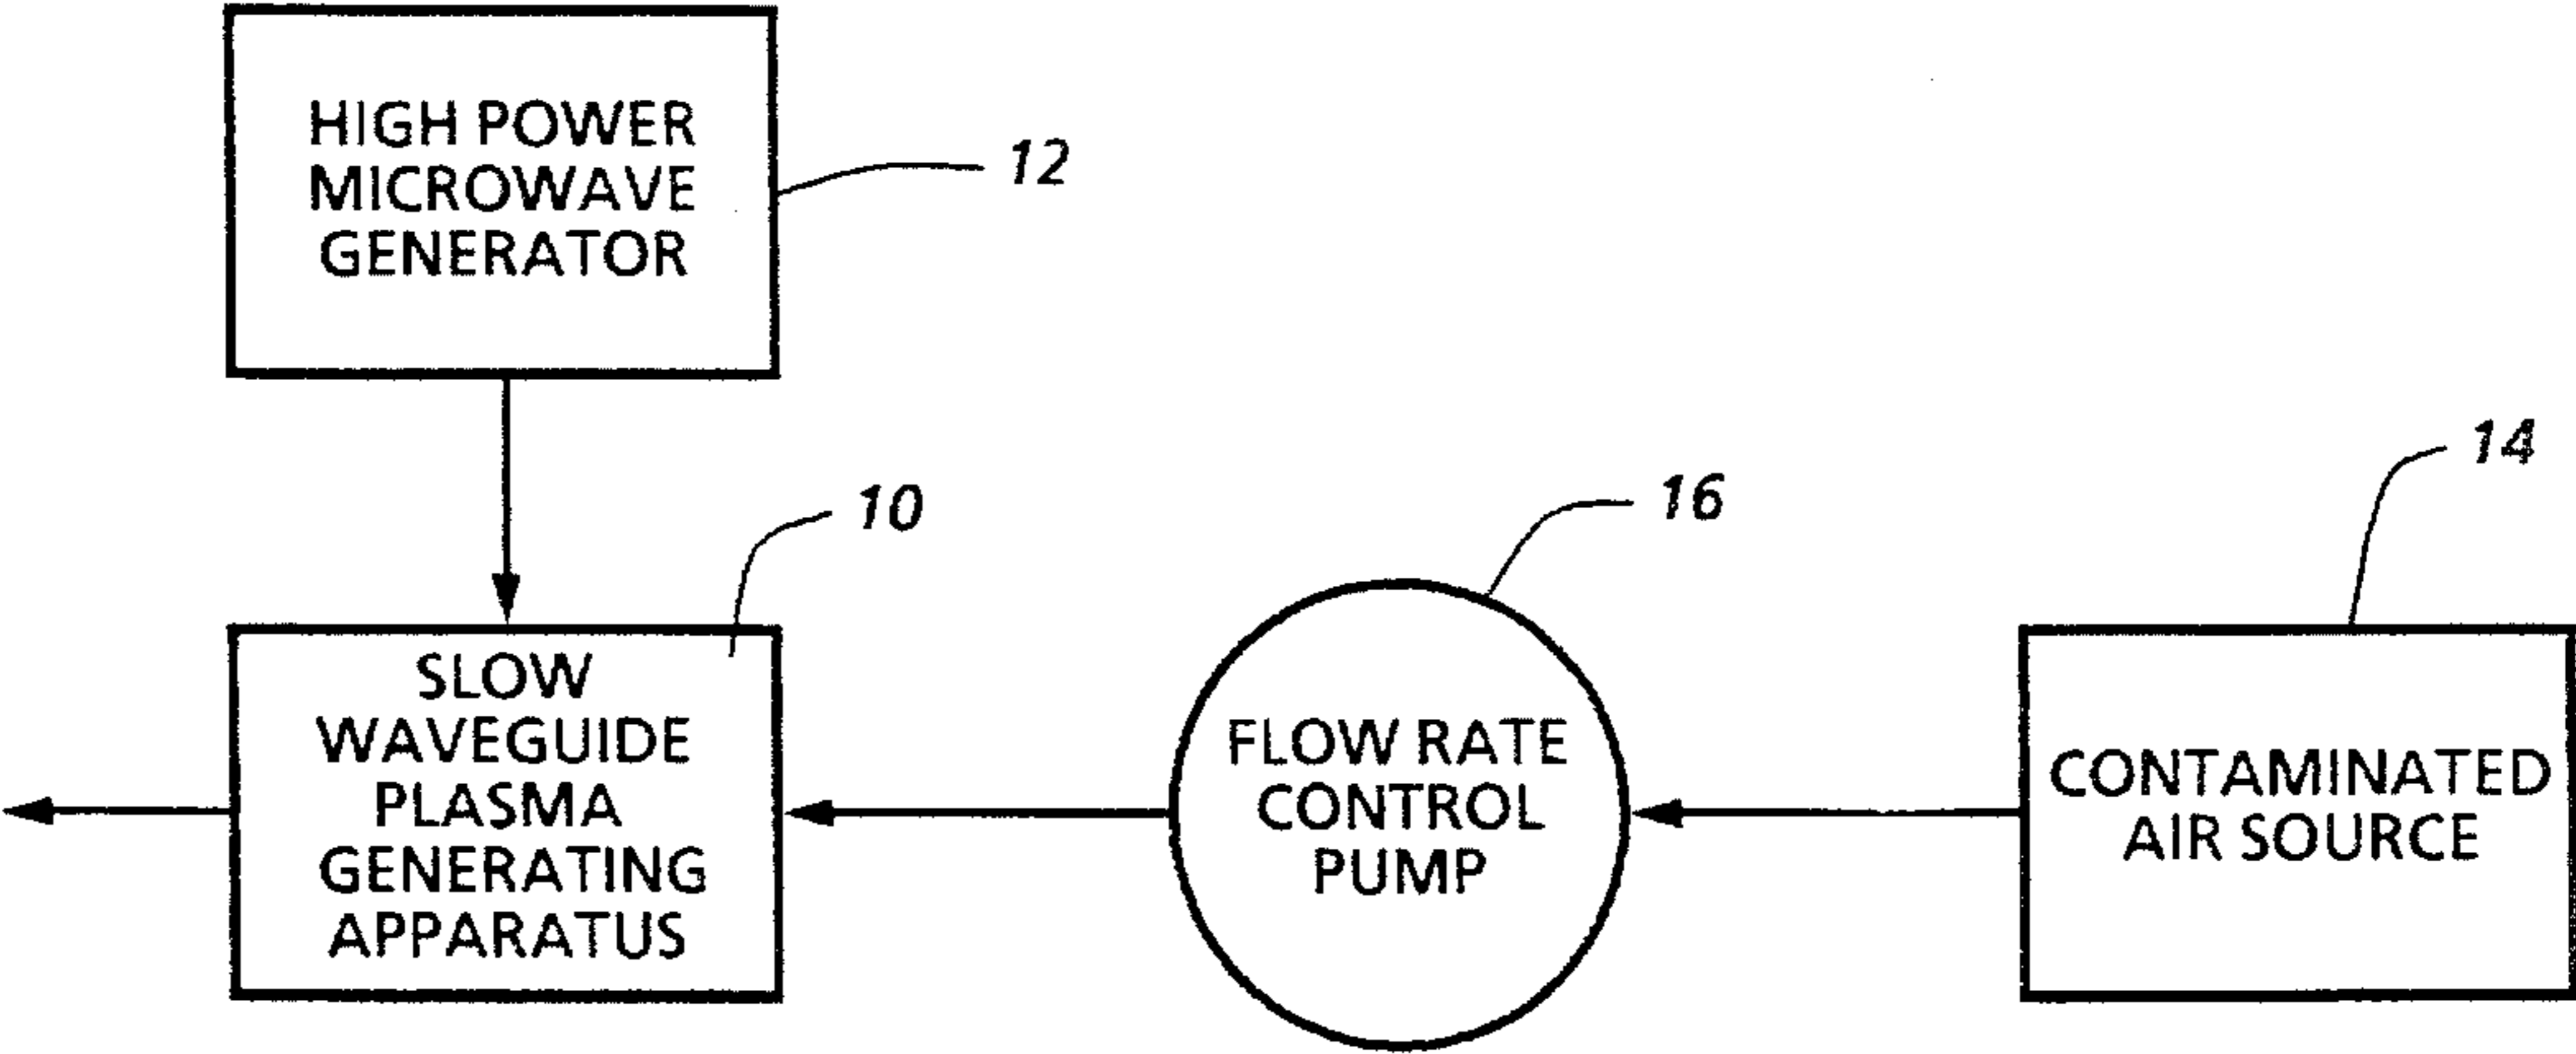 HIGH POWER
MICROWAVE
GENERATOR
12
10
SLOW
WAVEGUIDE
PLASMA
GENERATING
APPARATUS
16
FLOW RATE
CONTROL
PUMP
14
CONTAMINATED
AIR SOURCE